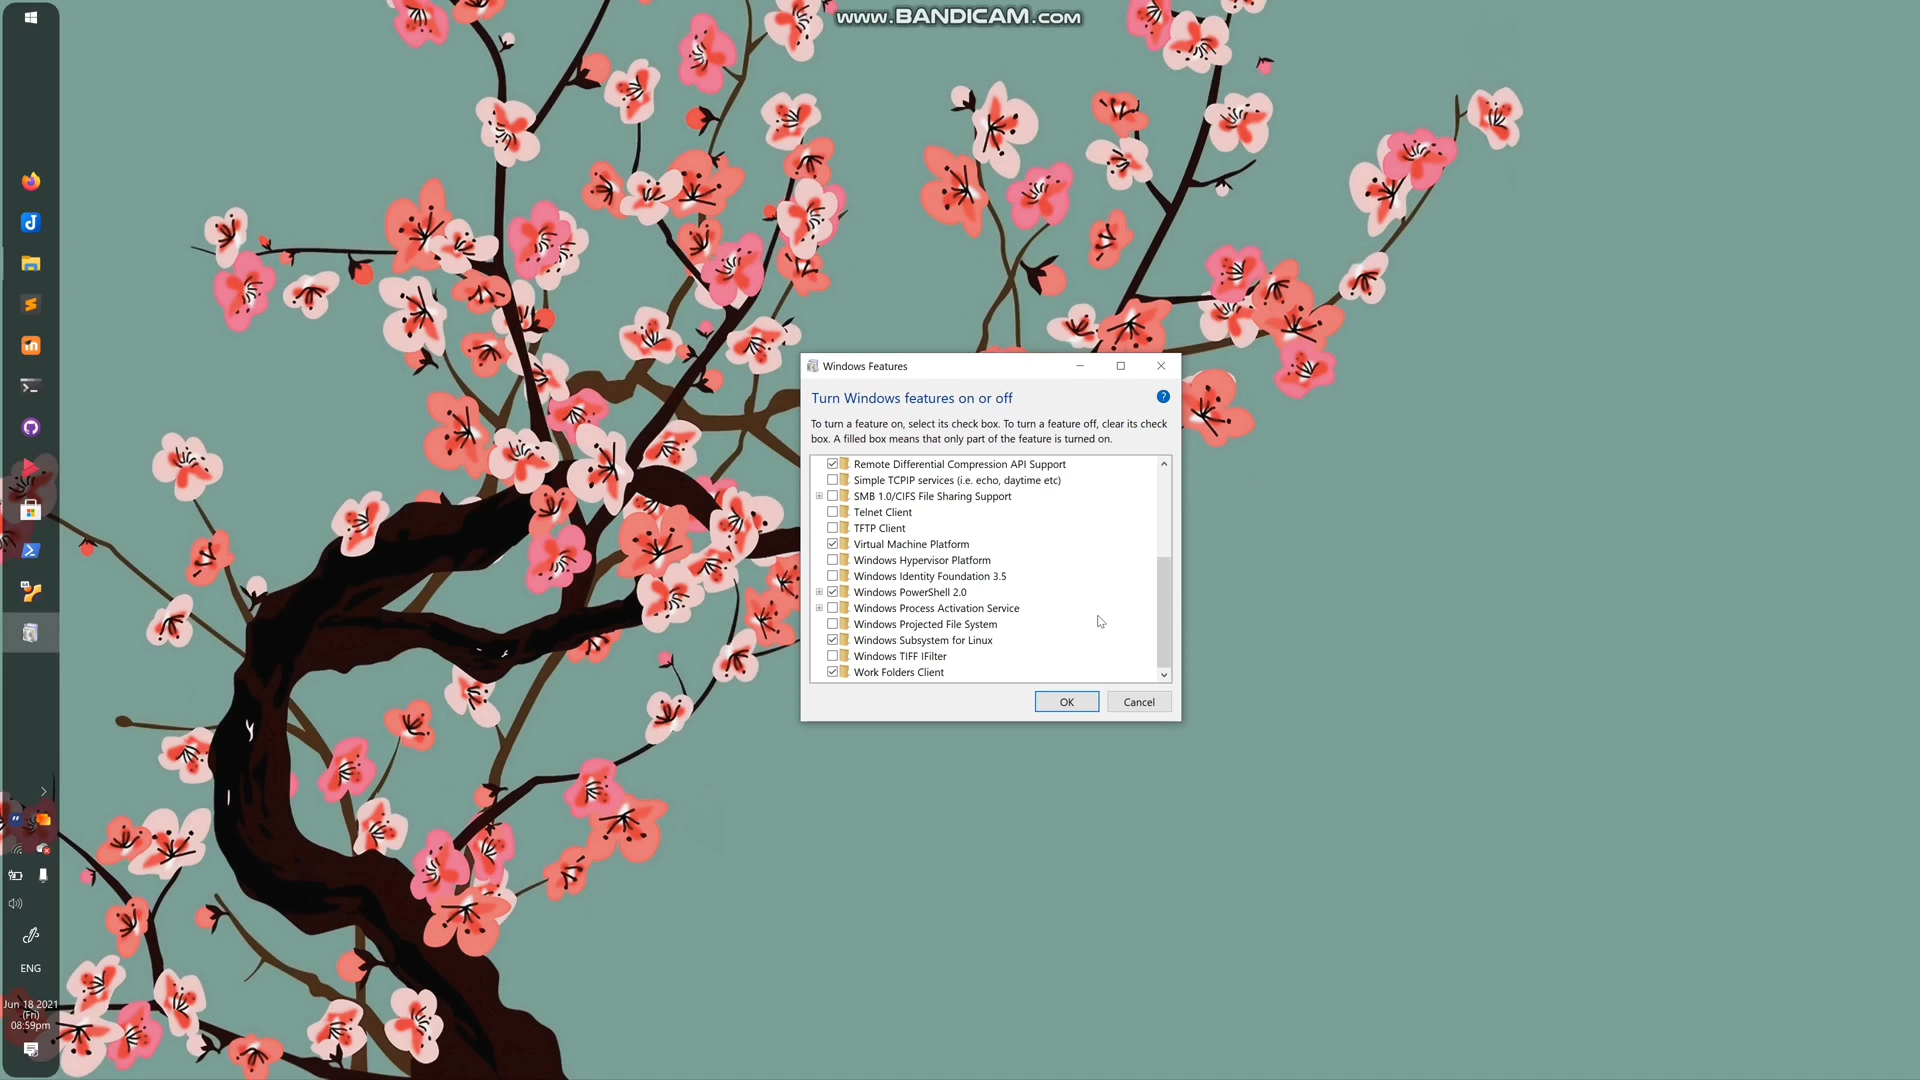 www.BANDICAM.com
Windows Features
Turn Windows features on or off
To turn a feature on, select its check box. To turn a feature off, clear its check
box. A filled box means that only part of the feature is turned on.
Remote Differential Compression API Support
Simple TCPIP services (i.e. echo, daytime etc)
SMB 1.0/CIFS File Sharing Support
Telnet Client
TFTP Client
Virtual Machine Platform
Windows Hypervisor Platform
Windows Identity Foundation 3.5
Windows PowerShell 2.0
Windows Process Activation Service
Windows Projected File System
Windows Subsystem for Linux
Windows TIFF IFilter
Work Folders Client
OK
Cancel
ENG
Jun 18 2021
(Fri)
08:59pm